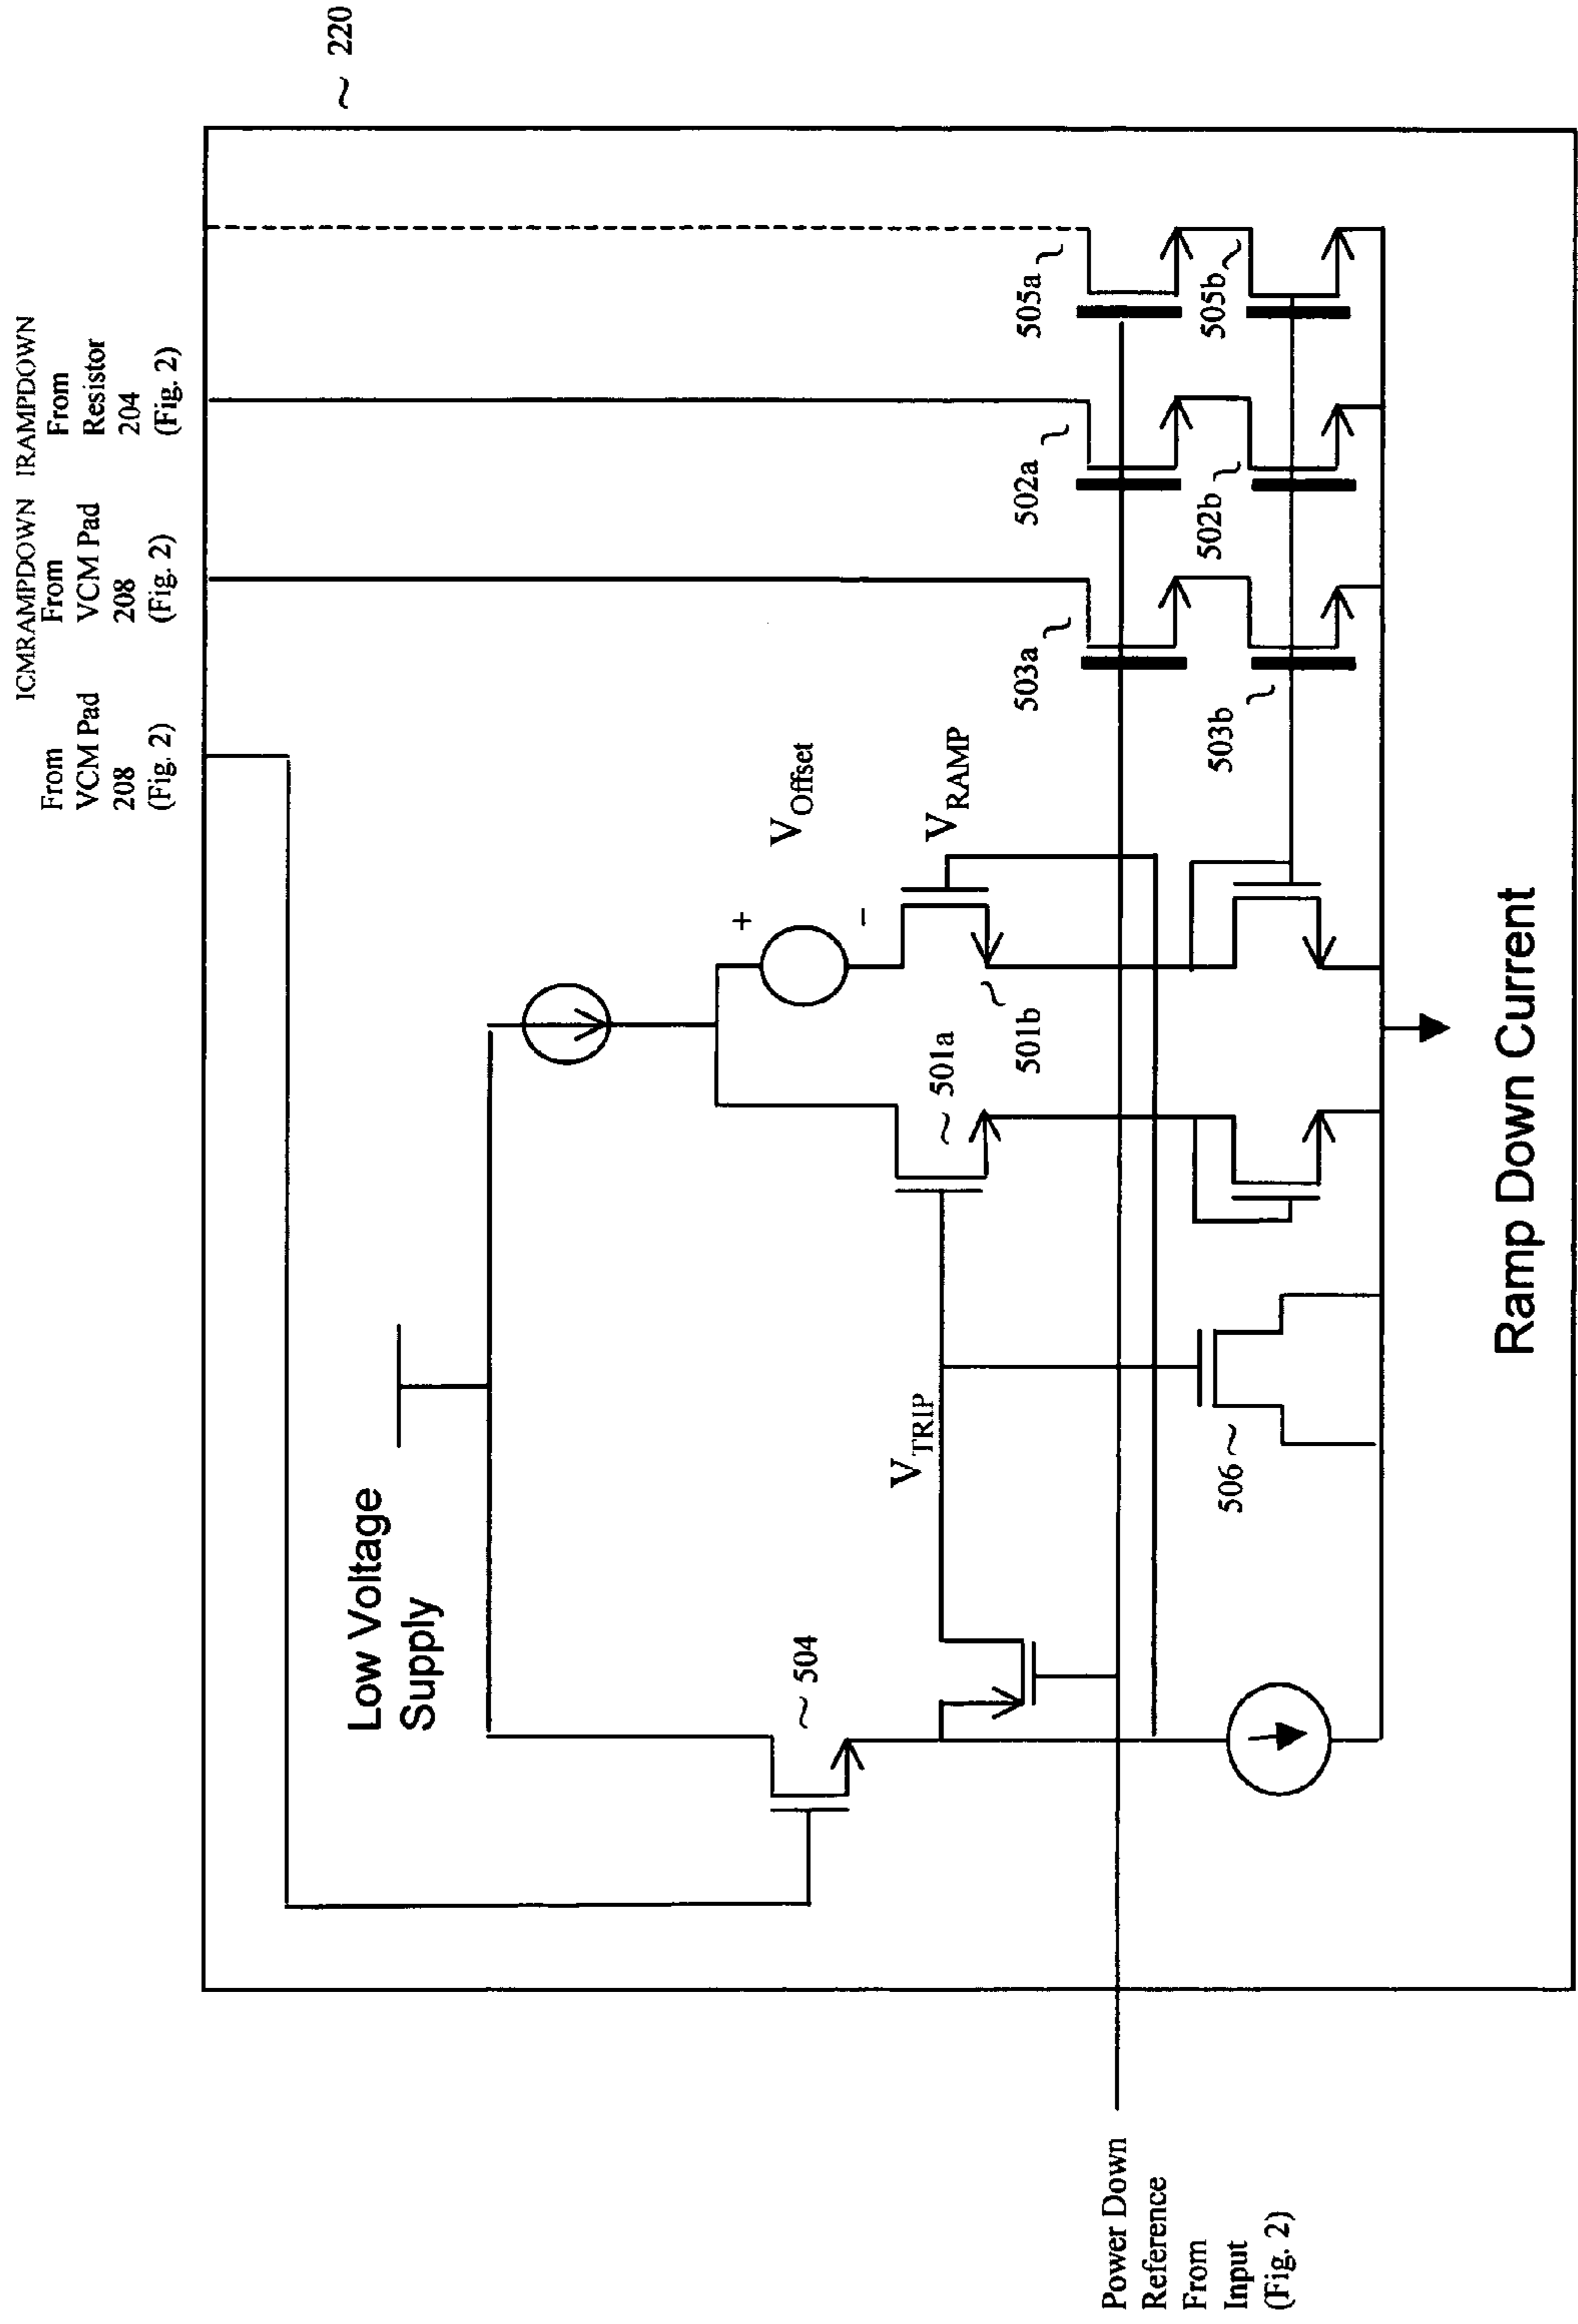 ICMRAMPDOWN IRAMPDOWN
From
VCM Pad
208
(Fig. 2)
From
VCM Pad
208
(Fig. 2)
From
Resistor
204
(Fig. 2)
~ 220
Low Voltage
Supply
~ 504
VTRIP
506 ~
~ 501a
501b
+
−
VOffset
VRAMP
503a
503b
502a
502b
505a
505b
Power Down
Reference
From
Input
(Fig. 2)
Ramp Down Current